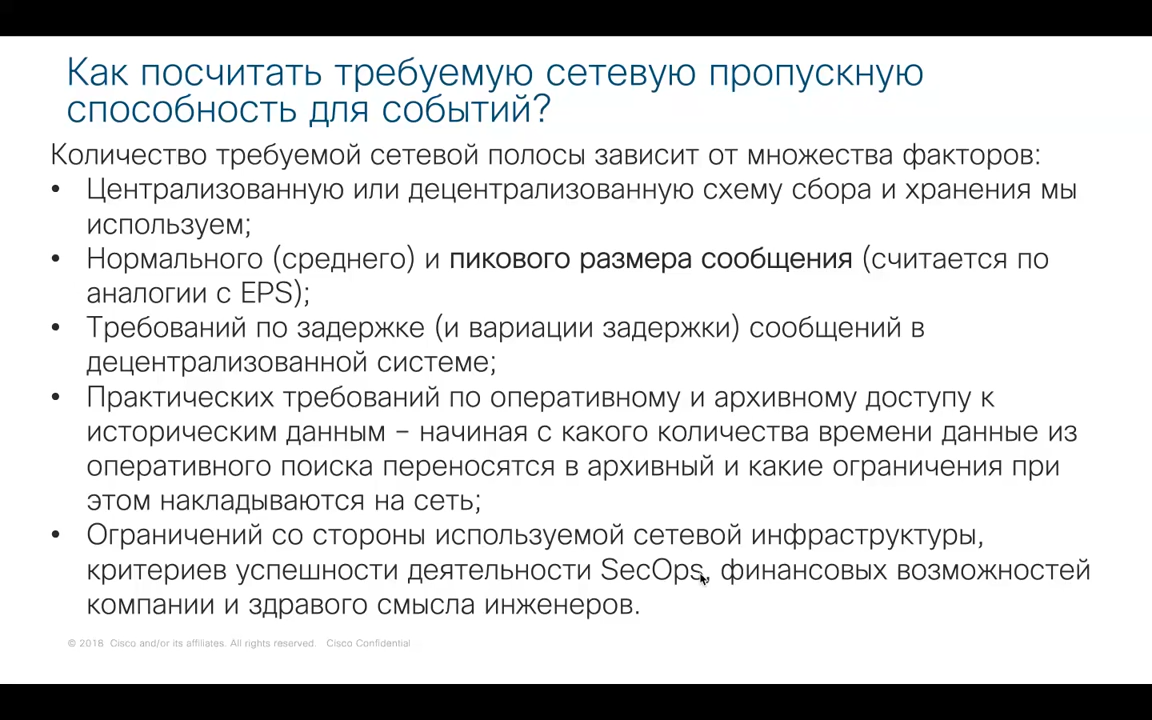 Как посчитать требуемую сетевую пропускную
способность для событий?
Количество требуемой сетевой полосы зависит от множества факторов:
• Централизованную или децентрализованную схему сбора и хранения мы
используем;
• Нормального (среднего) и пикового размера сообщения (считается по
аналогии с EPS);
• Требований по задержке (и вариации задержки) сообщений в
децентрализованной системе;
• Практических требований по оперативному и архивному доступу к
историческим данным – начиная с какого количества времени данные из
оперативного поиска переносятся в архивный и какие ограничения при
этом накладываются на сеть;
• Ограничений со стороны используемой сетевой инфраструктуры,
критериев успешности деятельности SecOps, финансовых возможностей
компании и здравого смысла инженеров.
© 2018 Cisco and/or its affiliates. All rights reserved. Cisco Confidential